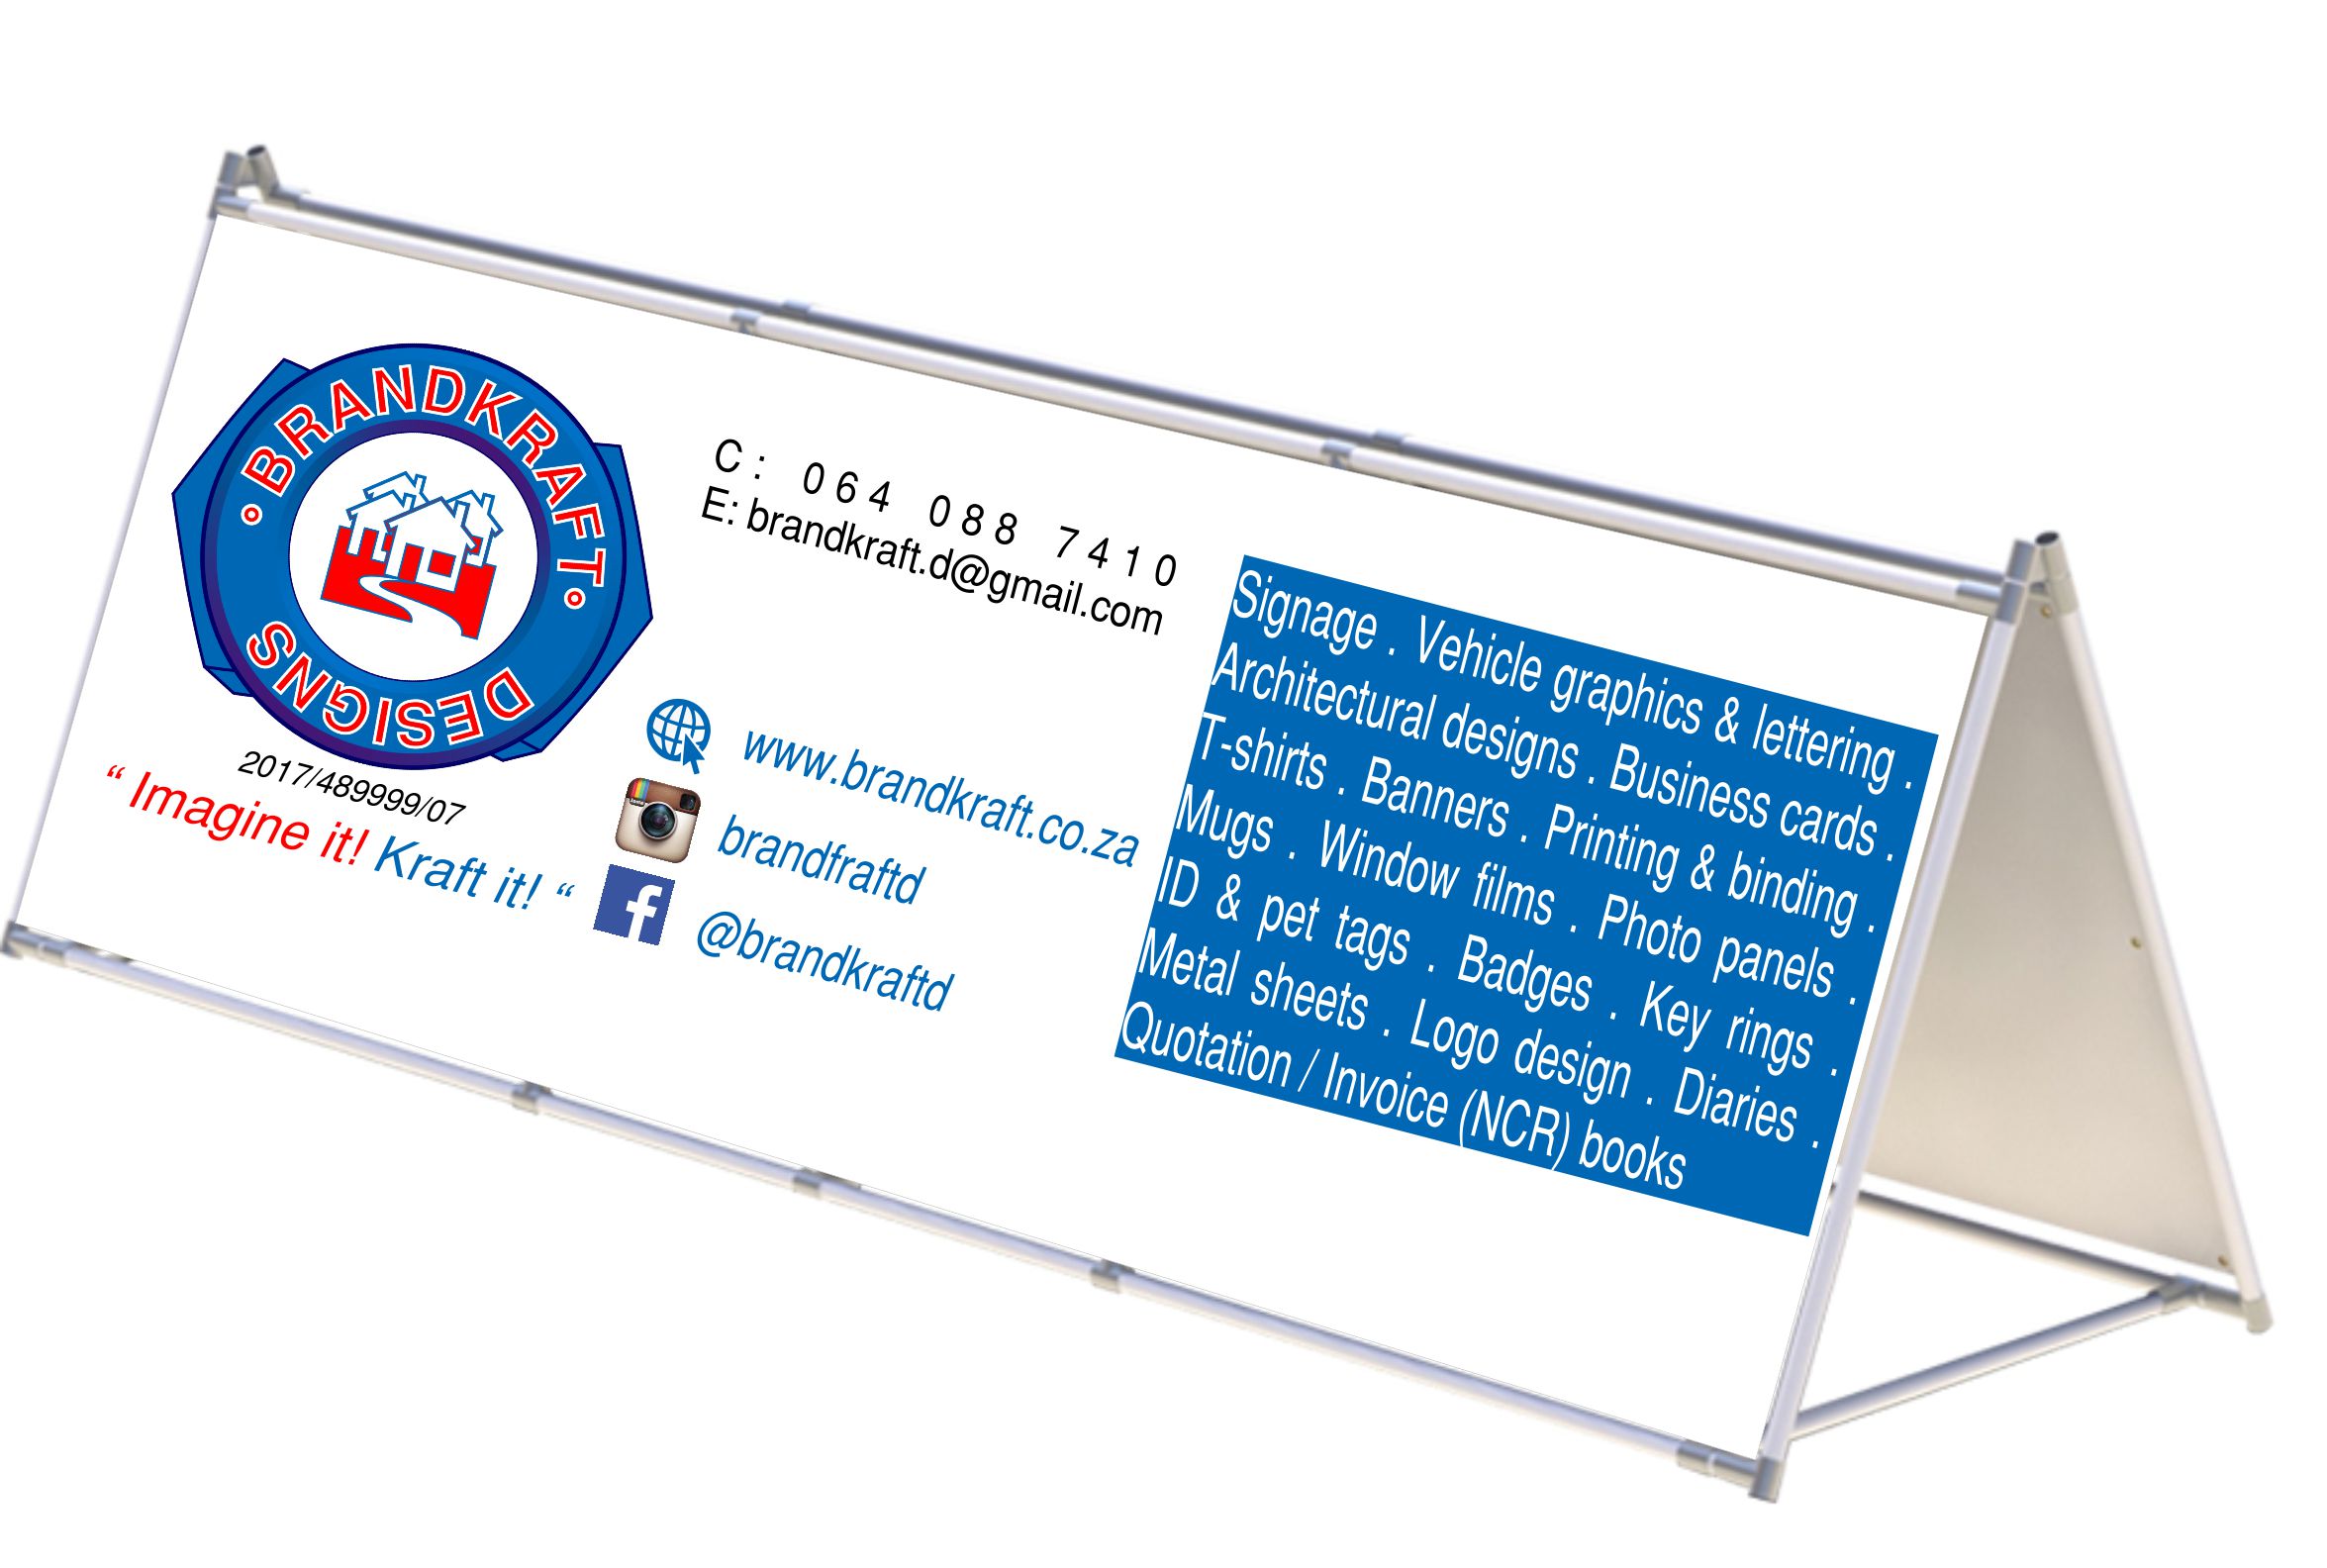 BRANDKRAFT
DESIGNS
2017/489999/07
“ Imagine it! Kraft it! “
C: 064 088 7410
E: brandkraft.d@gmail.com
www.brandkraft.co.za
brandfraftd
@brandkraftd
Signage . Vehicle graphics & lettering .
Architectural designs . Business cards .
T-shirts . Banners . Printing & binding .
Mugs . Window films . Photo panels .
ID & pet tags . Badges . Key rings .
Metal sheets . Logo design . Diaries .
Quotation / Invoice (NCR) books